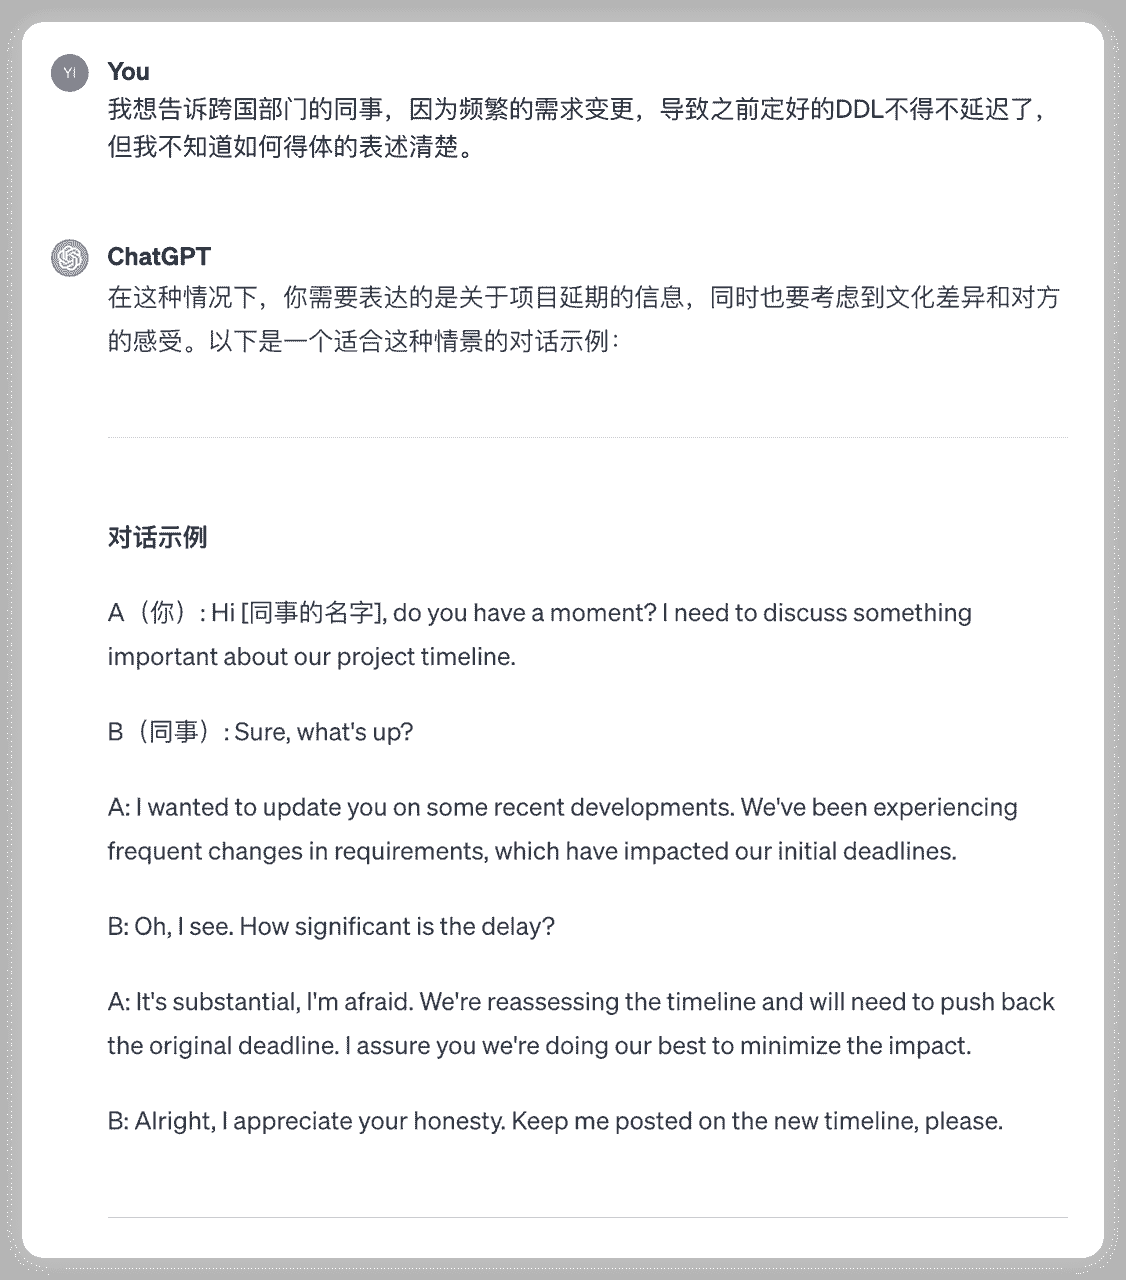 YI
You
我想告诉跨国部门的同事，因为频繁的需求变更，导致之前定好的DDL不得不延迟了，
但我不知道如何得体的表述清楚。
ChatGPT
在这种情况下，你需要表达的是关于项目延期的信息，同时也要考虑到文化差异和对方
的感受。以下是一个适合这种情景的对话示例：
对话示例
A（你）: Hi [同事的名字], do you have a moment? I need to discuss something
important about our project timeline.
B（同事）: Sure, what's up?
A: I wanted to update you on some recent developments. We've been experiencing
frequent changes in requirements, which have impacted our initial deadlines.
B: Oh, I see. How significant is the delay?
A: It's substantial, I'm afraid. We're reassessing the timeline and will need to push back
the original deadline. I assure you we're doing our best to minimize the impact.
B: Alright, I appreciate your honesty. Keep me posted on the new timeline, please.